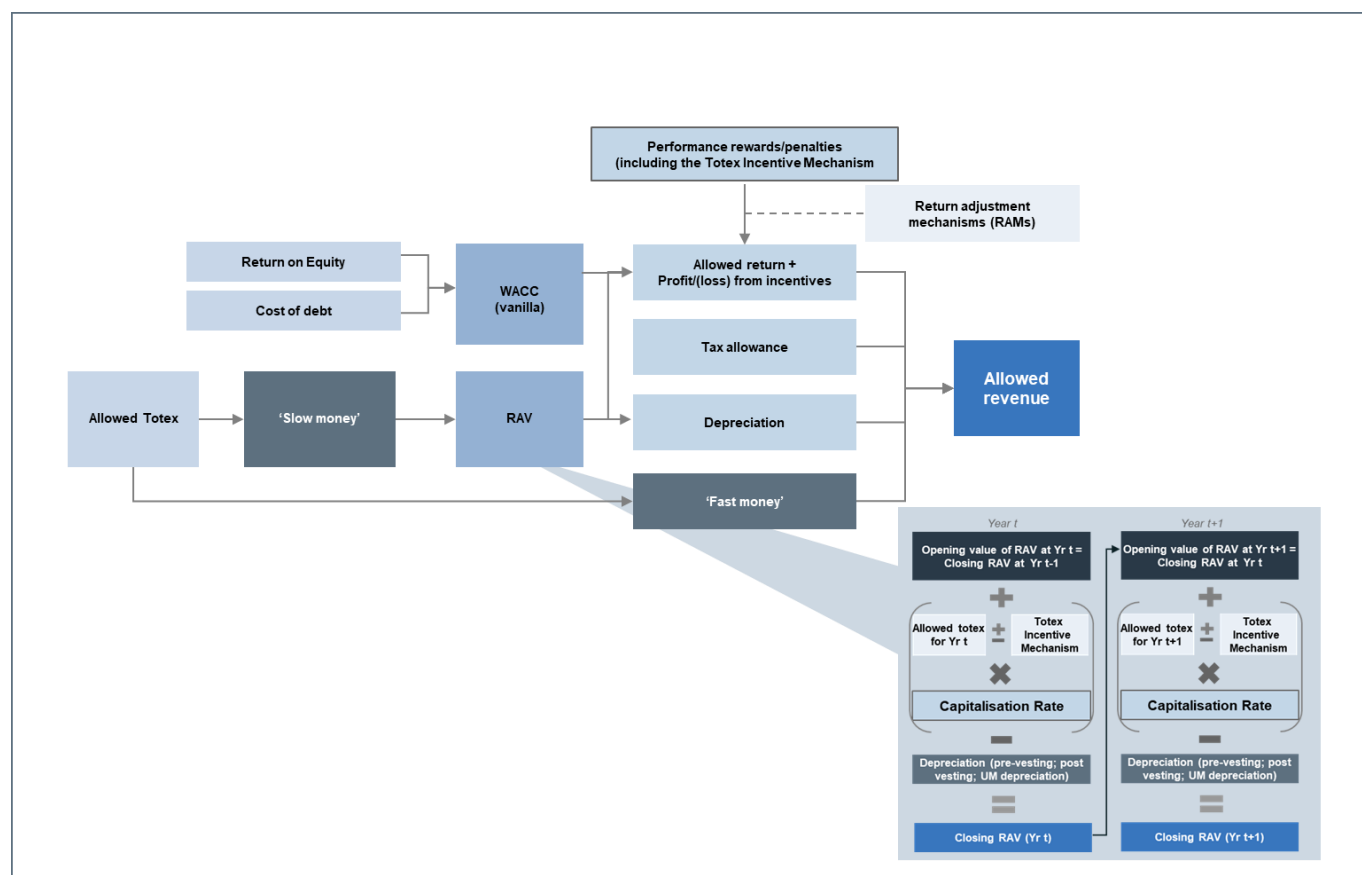 Performance rewards/penalties
(including the Totex Incentive Mechanism
Return adjustment
mechanisms (RAMs)
Return on Equity
Cost of debt
WACC
(vanilla)
Allowed return +
Profit/(loss) from incentives
Tax allowance
Allowed
revenue
Allowed Totex
‘Slow money’
RAV
Depreciation
‘Fast money’
Year t
Opening value of RAV at Yr t =
Closing RAV at Yr t-1
+
Allowed totex
for Yr t
±
Totex
Incentive
Mechanism
×
Capitalisation Rate
−
Depreciation (pre-vesting; post
vesting; UM depreciation)
=
Closing RAV (Yr t)
Year t+1
Opening value of RAV at Yr t+1 =
Closing RAV at Yr t
+
Allowed totex
for Yr t+1
±
Totex
Incentive
Mechanism
×
Capitalisation Rate
−
Depreciation (pre-vesting; post
vesting; UM depreciation)
=
Closing RAV (Yr t+1)